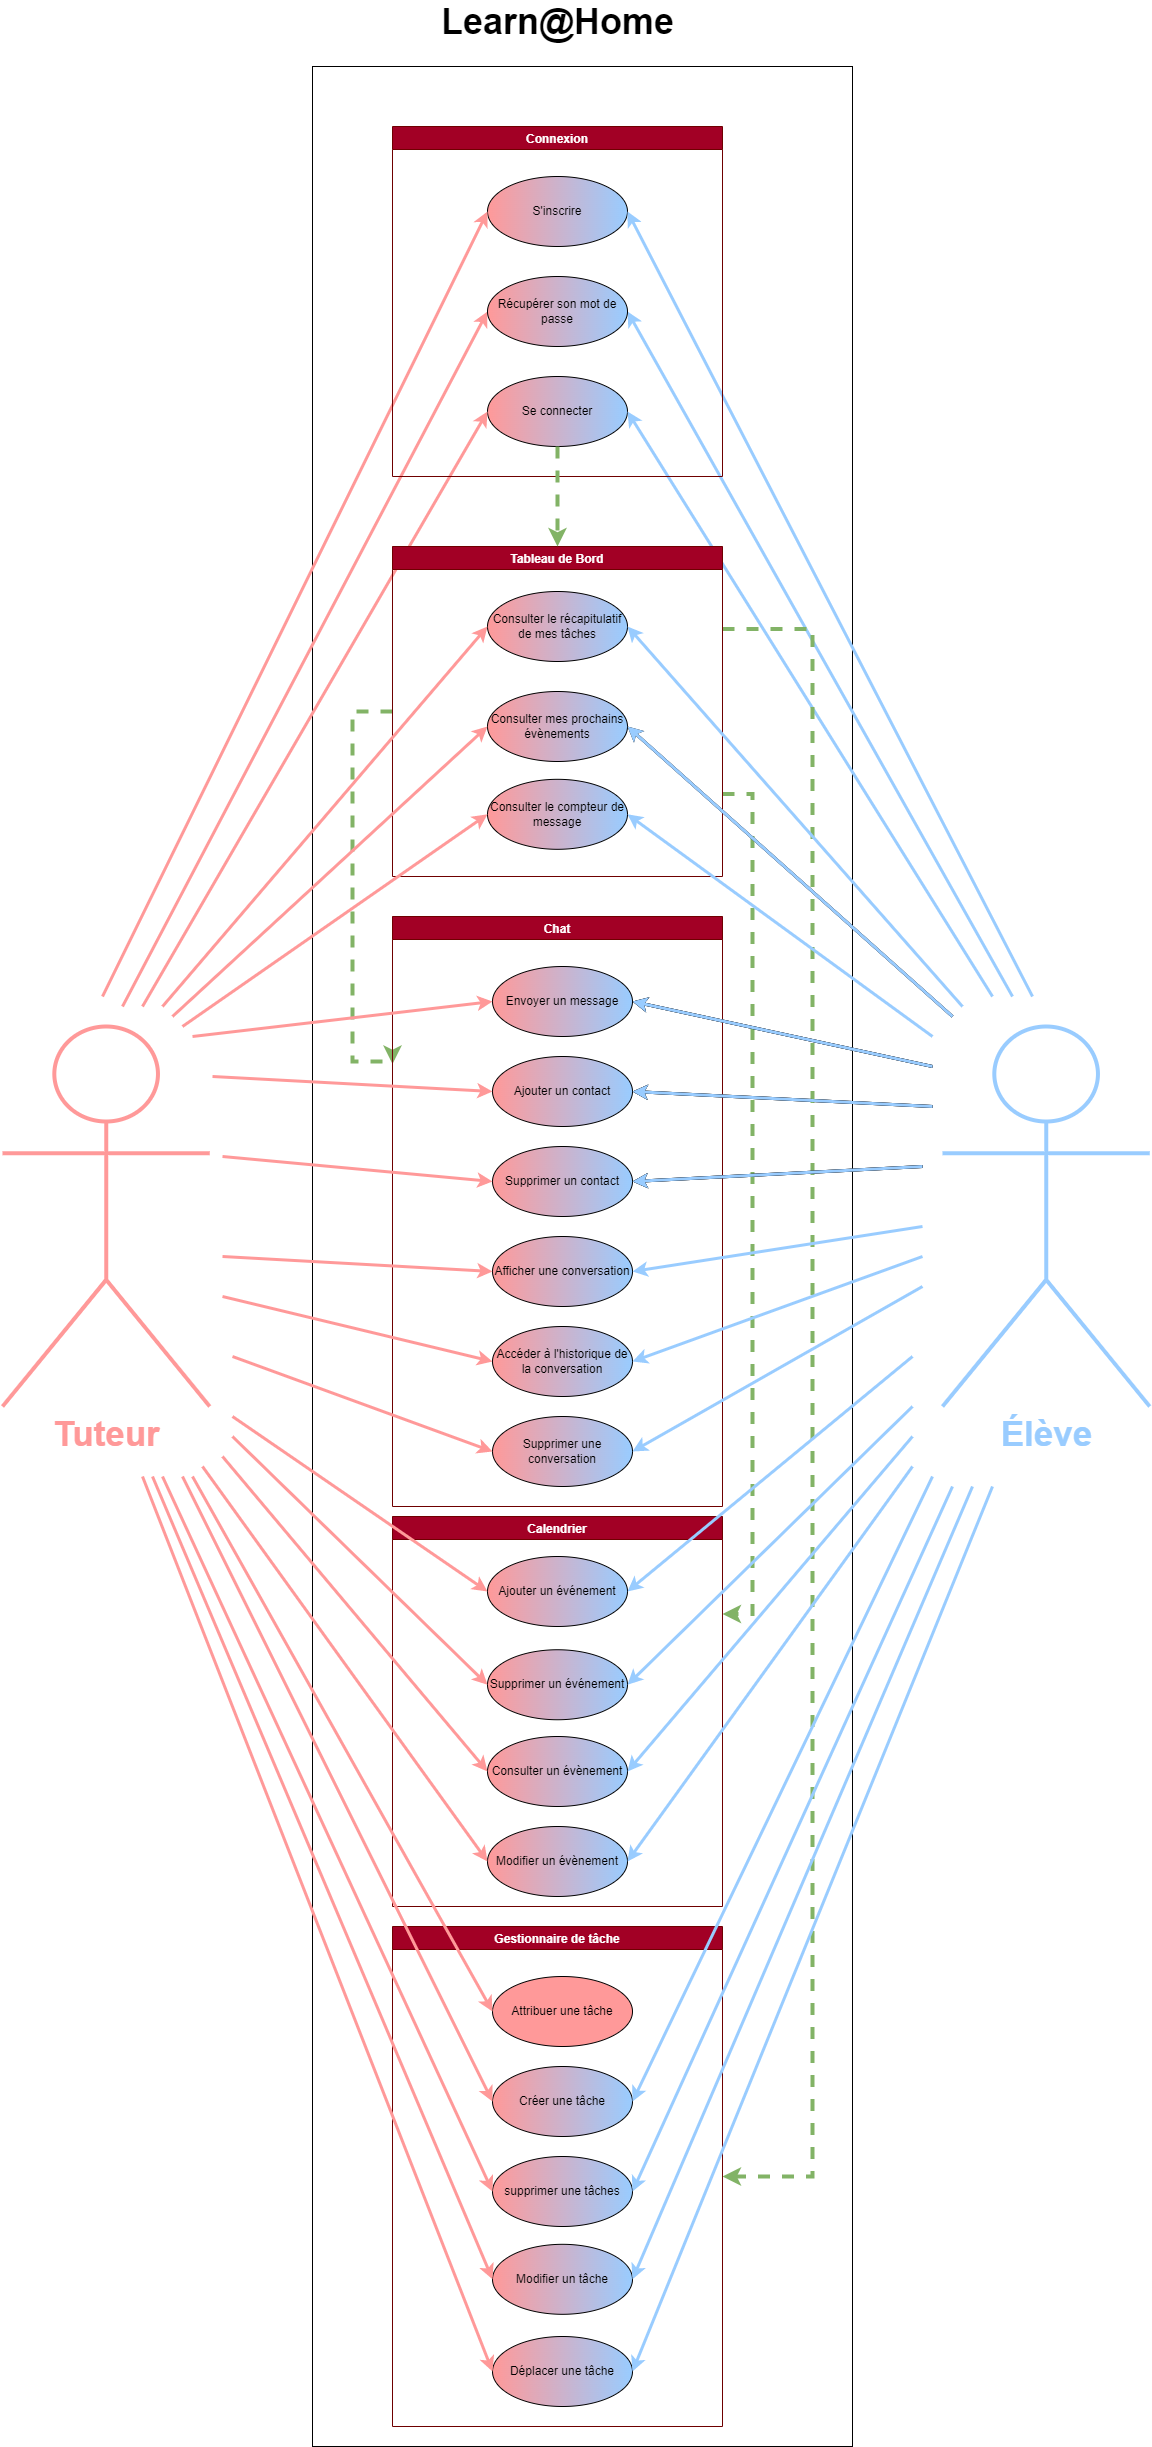 Learn@Home
Connexion
S'inscrire
Récupérer son mot de
passe
Se connecter
Tableau de Bord
Consulter le récapitulatif
de mes tâches
Consulter mes prochains
évènements
Consulter le compteur de
message
Chat
Envoyer un message
Ajouter un contact
Supprimer un contact
Afficher une conversation
Accéder à l'historique de
la conversation
Tuteur
Élève
Supprimer une
conversation
Calendrier
Ajouter un événement
Supprimer un événement
Consulter un évènement
Modifier un évènement
Gestionnaire de tâche
Attribuer une tâche
Créer une tâche
supprimer une tâches
Modifier un tâche
Déplacer une tâche